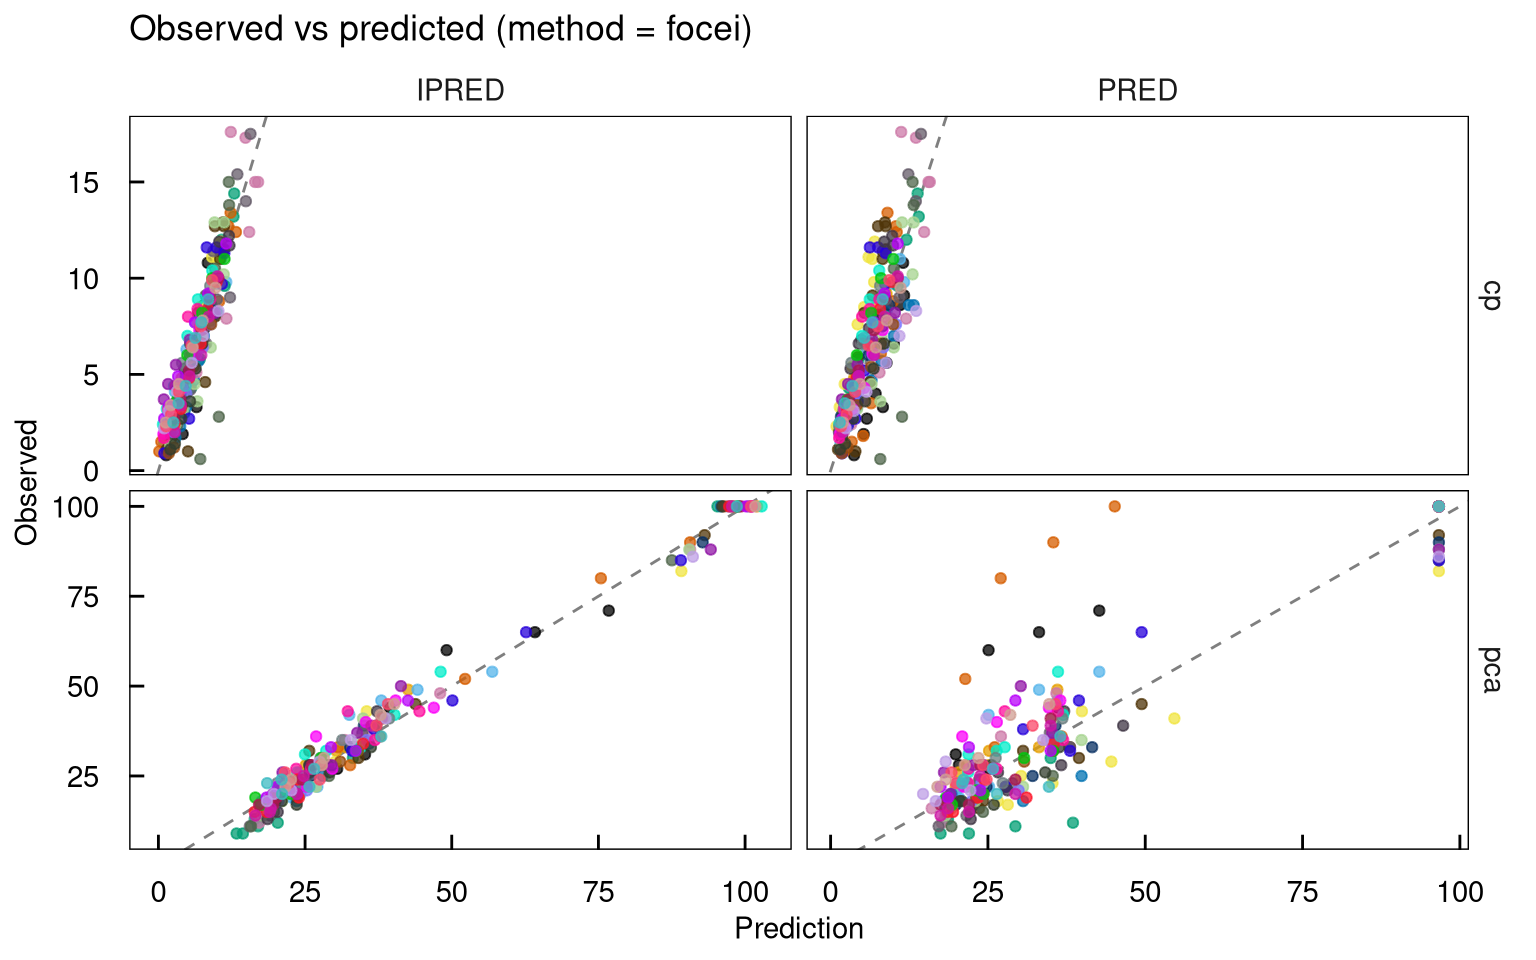 Observed vs predicted (method = focei)
IPRED
PRED
15
10
5
0
cp
100
75
50
25
pca
Observed
0 25 50 75 100
0 25 50 75 100
Prediction